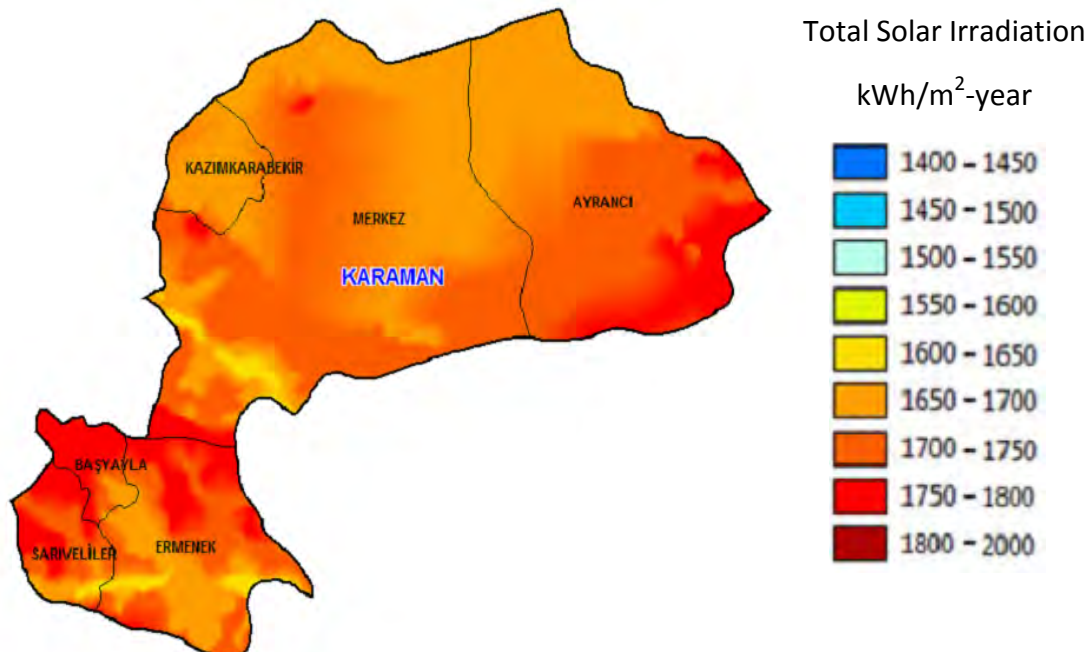 Total Solar Irradiation
kWh/m²-year
1400 – 1450
1450 – 1500
1500 – 1550
1550 – 1600
1600 – 1650
1650 – 1700
1700 – 1750
1750 – 1800
1800 – 2000
KAZIMKARABEKİR
AYRANCI
MERKEZ
KARAMAN
BAŞYAYLA
SARIVELİLER
ERMENEK